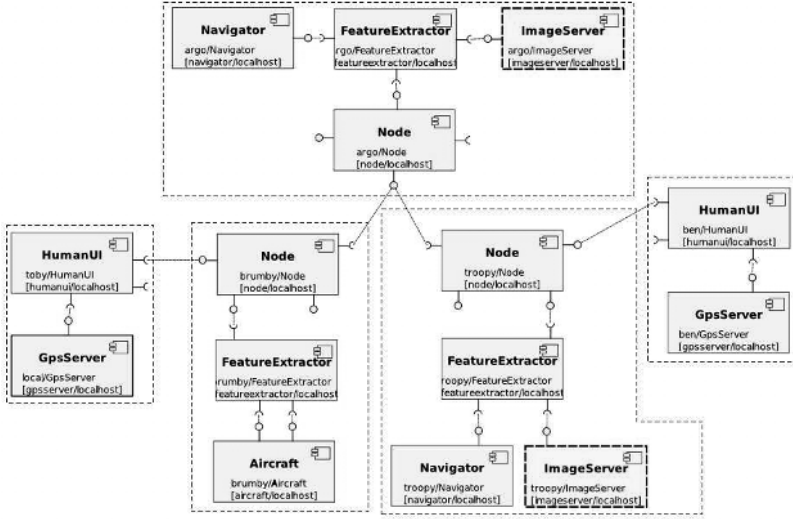 Navigator
argo/Navigator
[navigator/localhost]
FeatureExtractor
rgo/FeatureExtractor
featureextractor/localhost
ImageServer
argo/ImageServer
[imageserver/localhost]
Node
argo/Node
[node/localhost]
HumanUI
ben/HumanUI
[humanui/localhost]
HumanUI
toby/HumanUI
[humanui/localhost]
Node
brumby/Node
[node/localhost]
Node
troopy/Node
[node/localhost]
GpsServer
ben/GpsServer
[gpsserver/localhost]
GpsServer
local/GpsServer
[gpsserver/localhost]
FeatureExtractor
rumby/FeatureExtractor
featureextractor/localhost
FeatureExtractor
roopy/FeatureExtractor
featureextractor/localhost
Aircraft
brumby/Aircraft
[aircraft/localhost]
Navigator
troopy/Navigator
[navigator/localhost]
ImageServer
troopy/ImageServer
[imageserver/localhost]